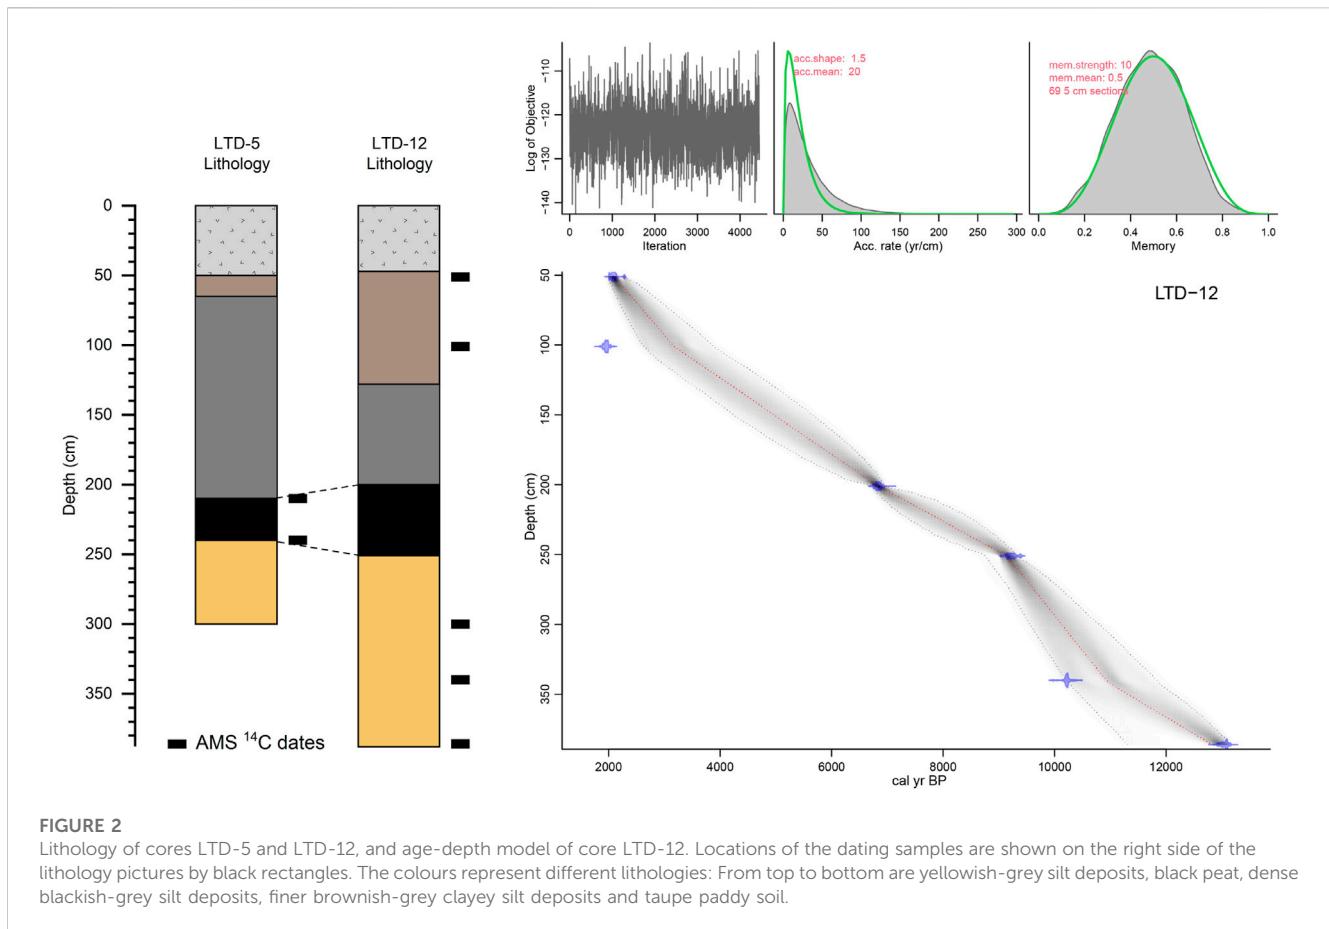 LTD-5
Lithology
LTD-12
Lithology
Depth (cm)
0
50
100
150
200
250
300
350
AMS 14C dates
Log of Objective
−110
−120
−130
−140
0 1000 2000 3000 4000
Iteration
acc.shape: 1.5
acc.mean: 20
0 50 100 150 200 250 300
Acc. rate (yr/cm)
mem.strength: 10
mem.mean: 0.5
69 5 cm sections
0.0 0.2 0.4 0.6 0.8 1.0
Memory
LTD−12
Depth (cm)
50
100
150
200
250
300
350
2000 4000 6000 8000 10000 12000
cal yr BP
FIGURE 2
Lithology of cores LTD-5 and LTD-12, and age-depth model of core LTD-12. Locations of the dating samples are shown on the right side of the
lithology pictures by black rectangles. The colours represent different lithologies: From top to bottom are yellowish-grey silt deposits, black peat, dense
blackish-grey silt deposits, finer brownish-grey clayey silt deposits and taupe paddy soil.